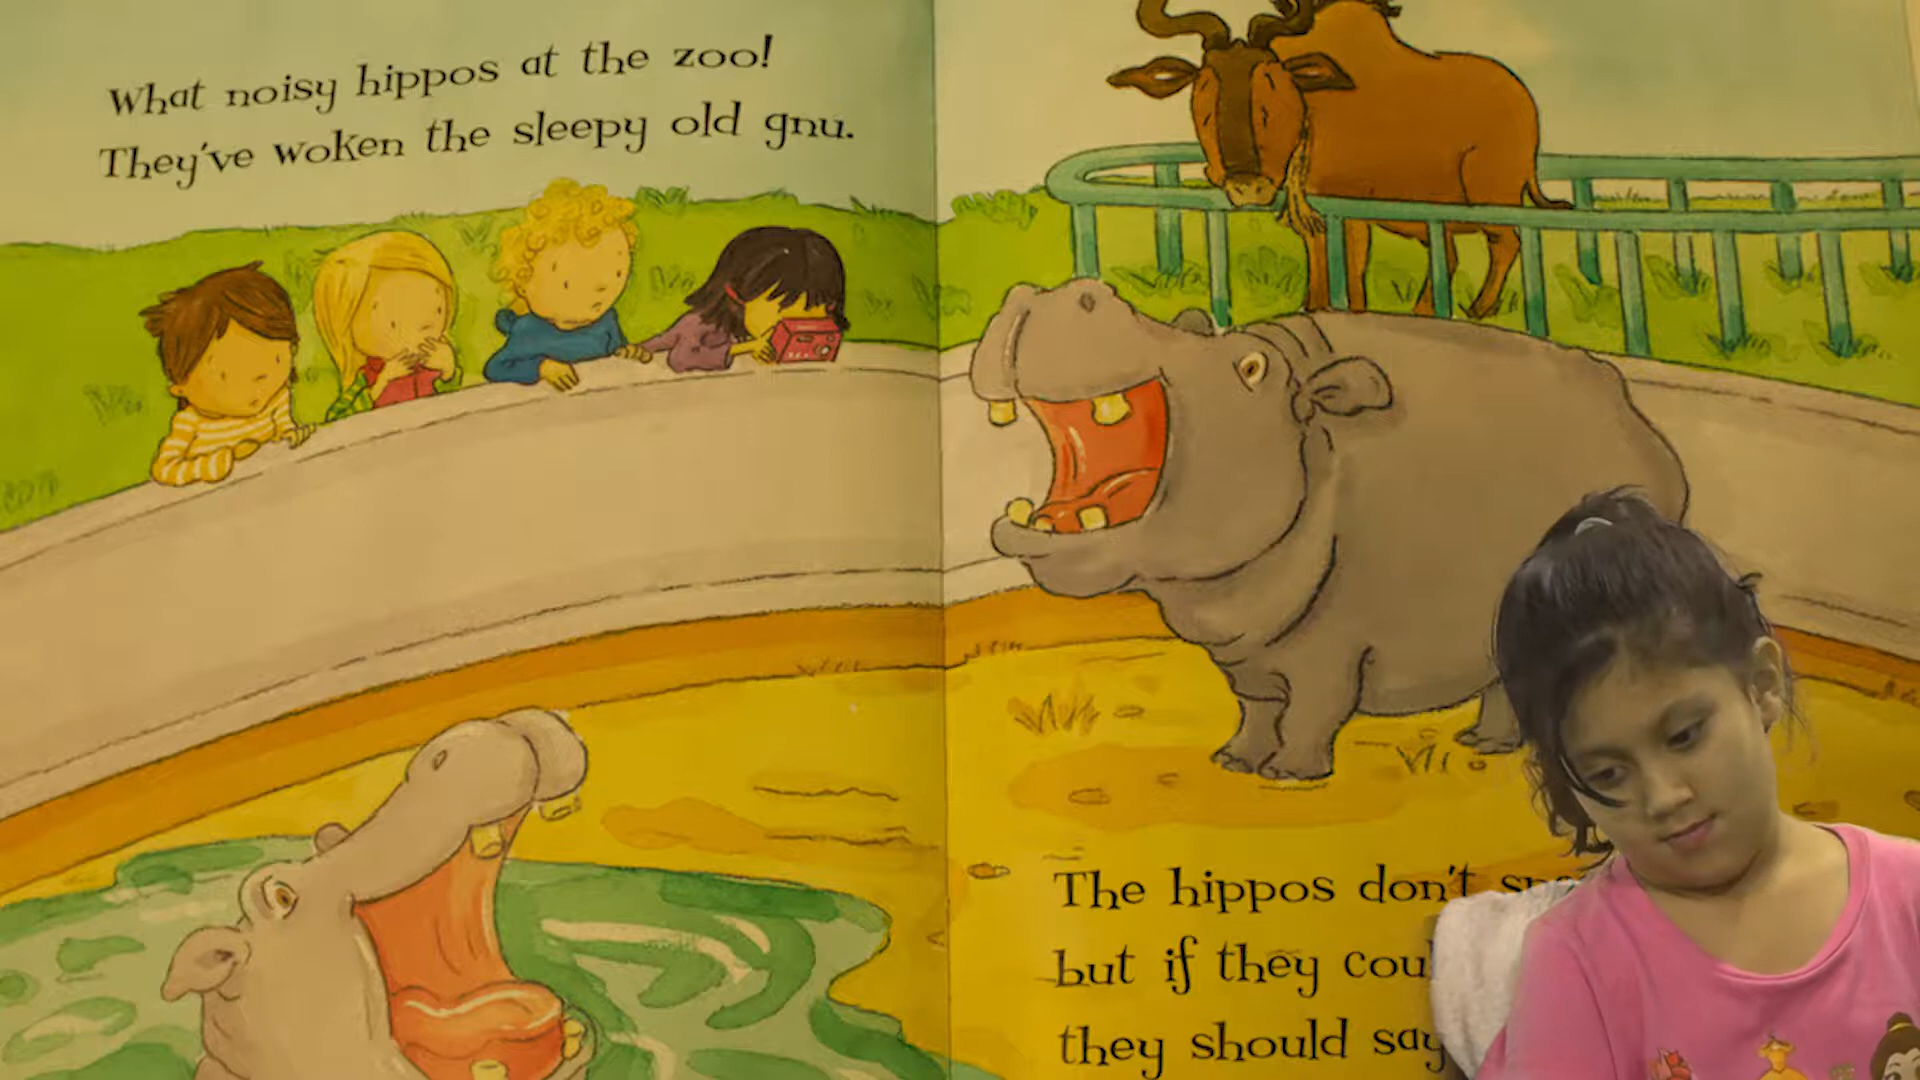 What noisy hippos at the zoo!
They've woken the sleepy old gnu.
The hippos don't
but if they
they should say